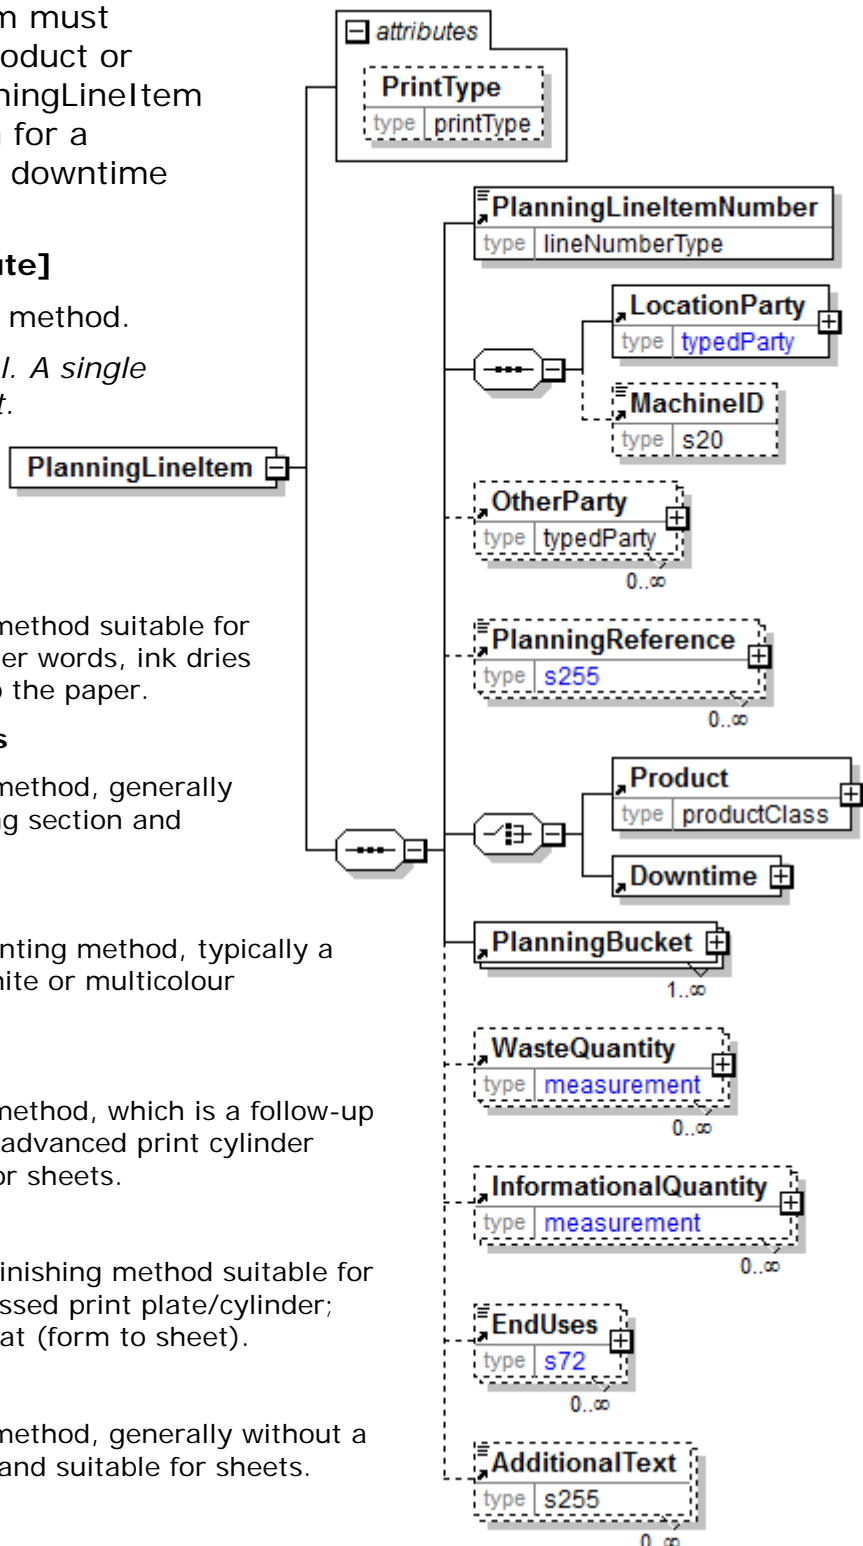 m must
oduct or
ningLineItem
for a
downtime
ute]
method.
l. A single
t.
method suitable for
er words, ink dries
o the paper.
s
method, generally
ng section and
nting method, typically a
hite or multicolour
method, which is a follow-up
advanced print cylinder
or sheets.
finishing method suitable for
ssed print plate/cylinder;
at (form to sheet).
method, generally without a
and suitable for sheets.
attributes
PrintType
type printType
PlanningLineItem
PlanningLineItemNumber
type lineNumberType
LocationParty
type typedParty
MachineID
type s20
OtherParty
type typedParty
0..∞
PlanningReference
type s255
0..∞
Product
type productClass
Downtime
PlanningBucket
1..∞
WasteQuantity
type measurement
0..∞
InformationalQuantity
type measurement
0..∞
EndUses
type s72
0..∞
AdditionalText
type s255
0..∞